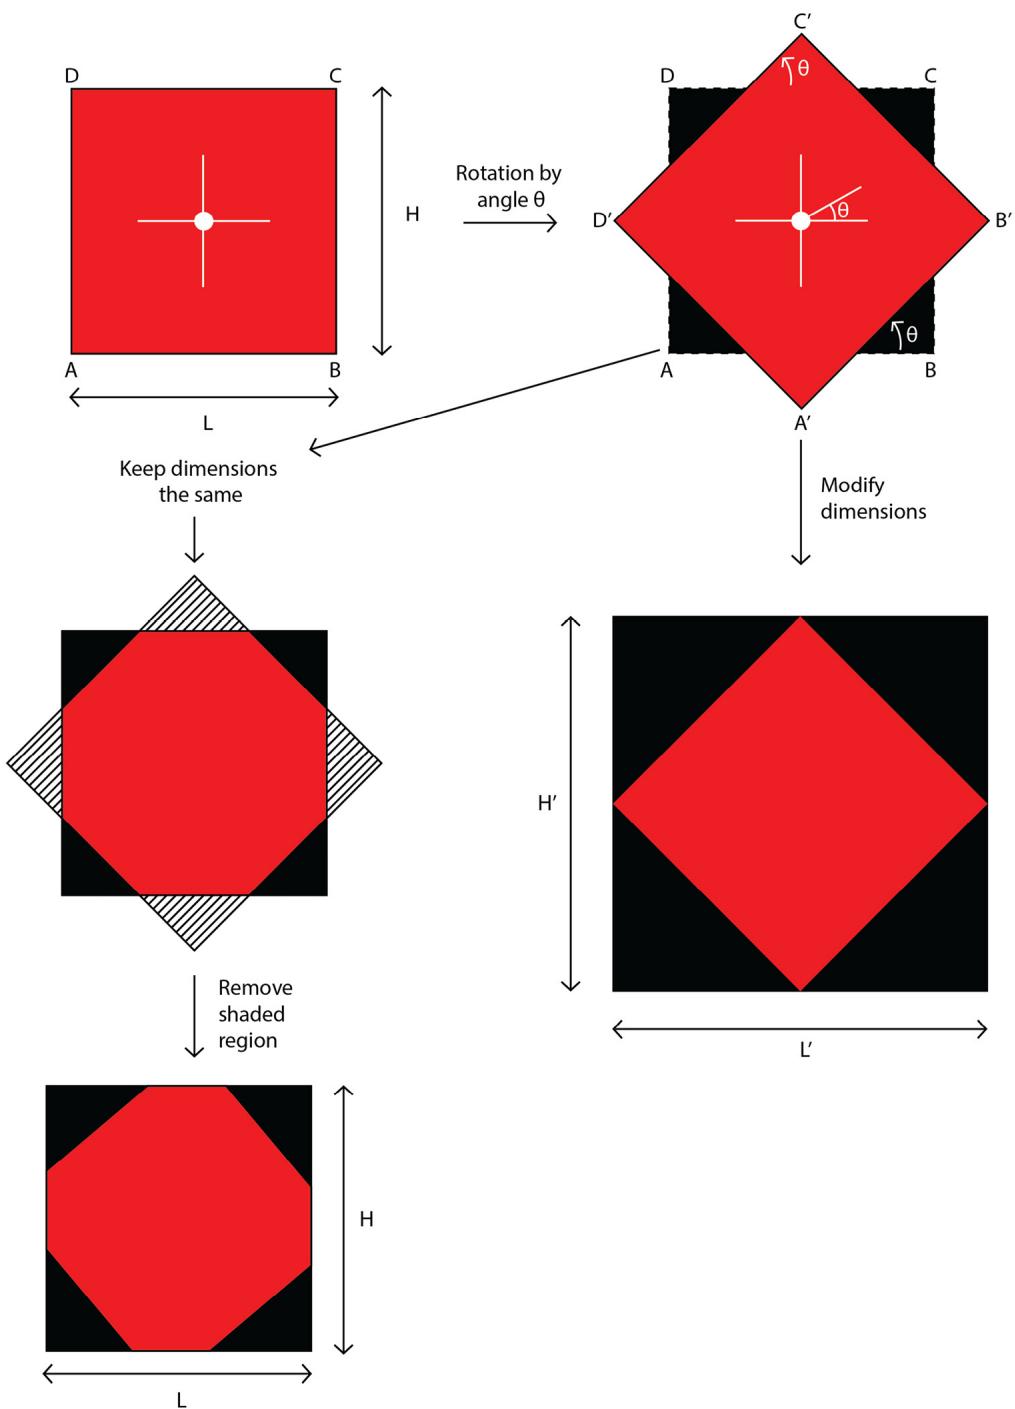 D
C
A
B
H
L
Rotation by
angle θ
C′
D
C
θ
D′
θ
B′
θ
A
B
A′
Keep dimensions
the same
Modify
dimensions
H′
L′
Remove
shaded
region
H
L